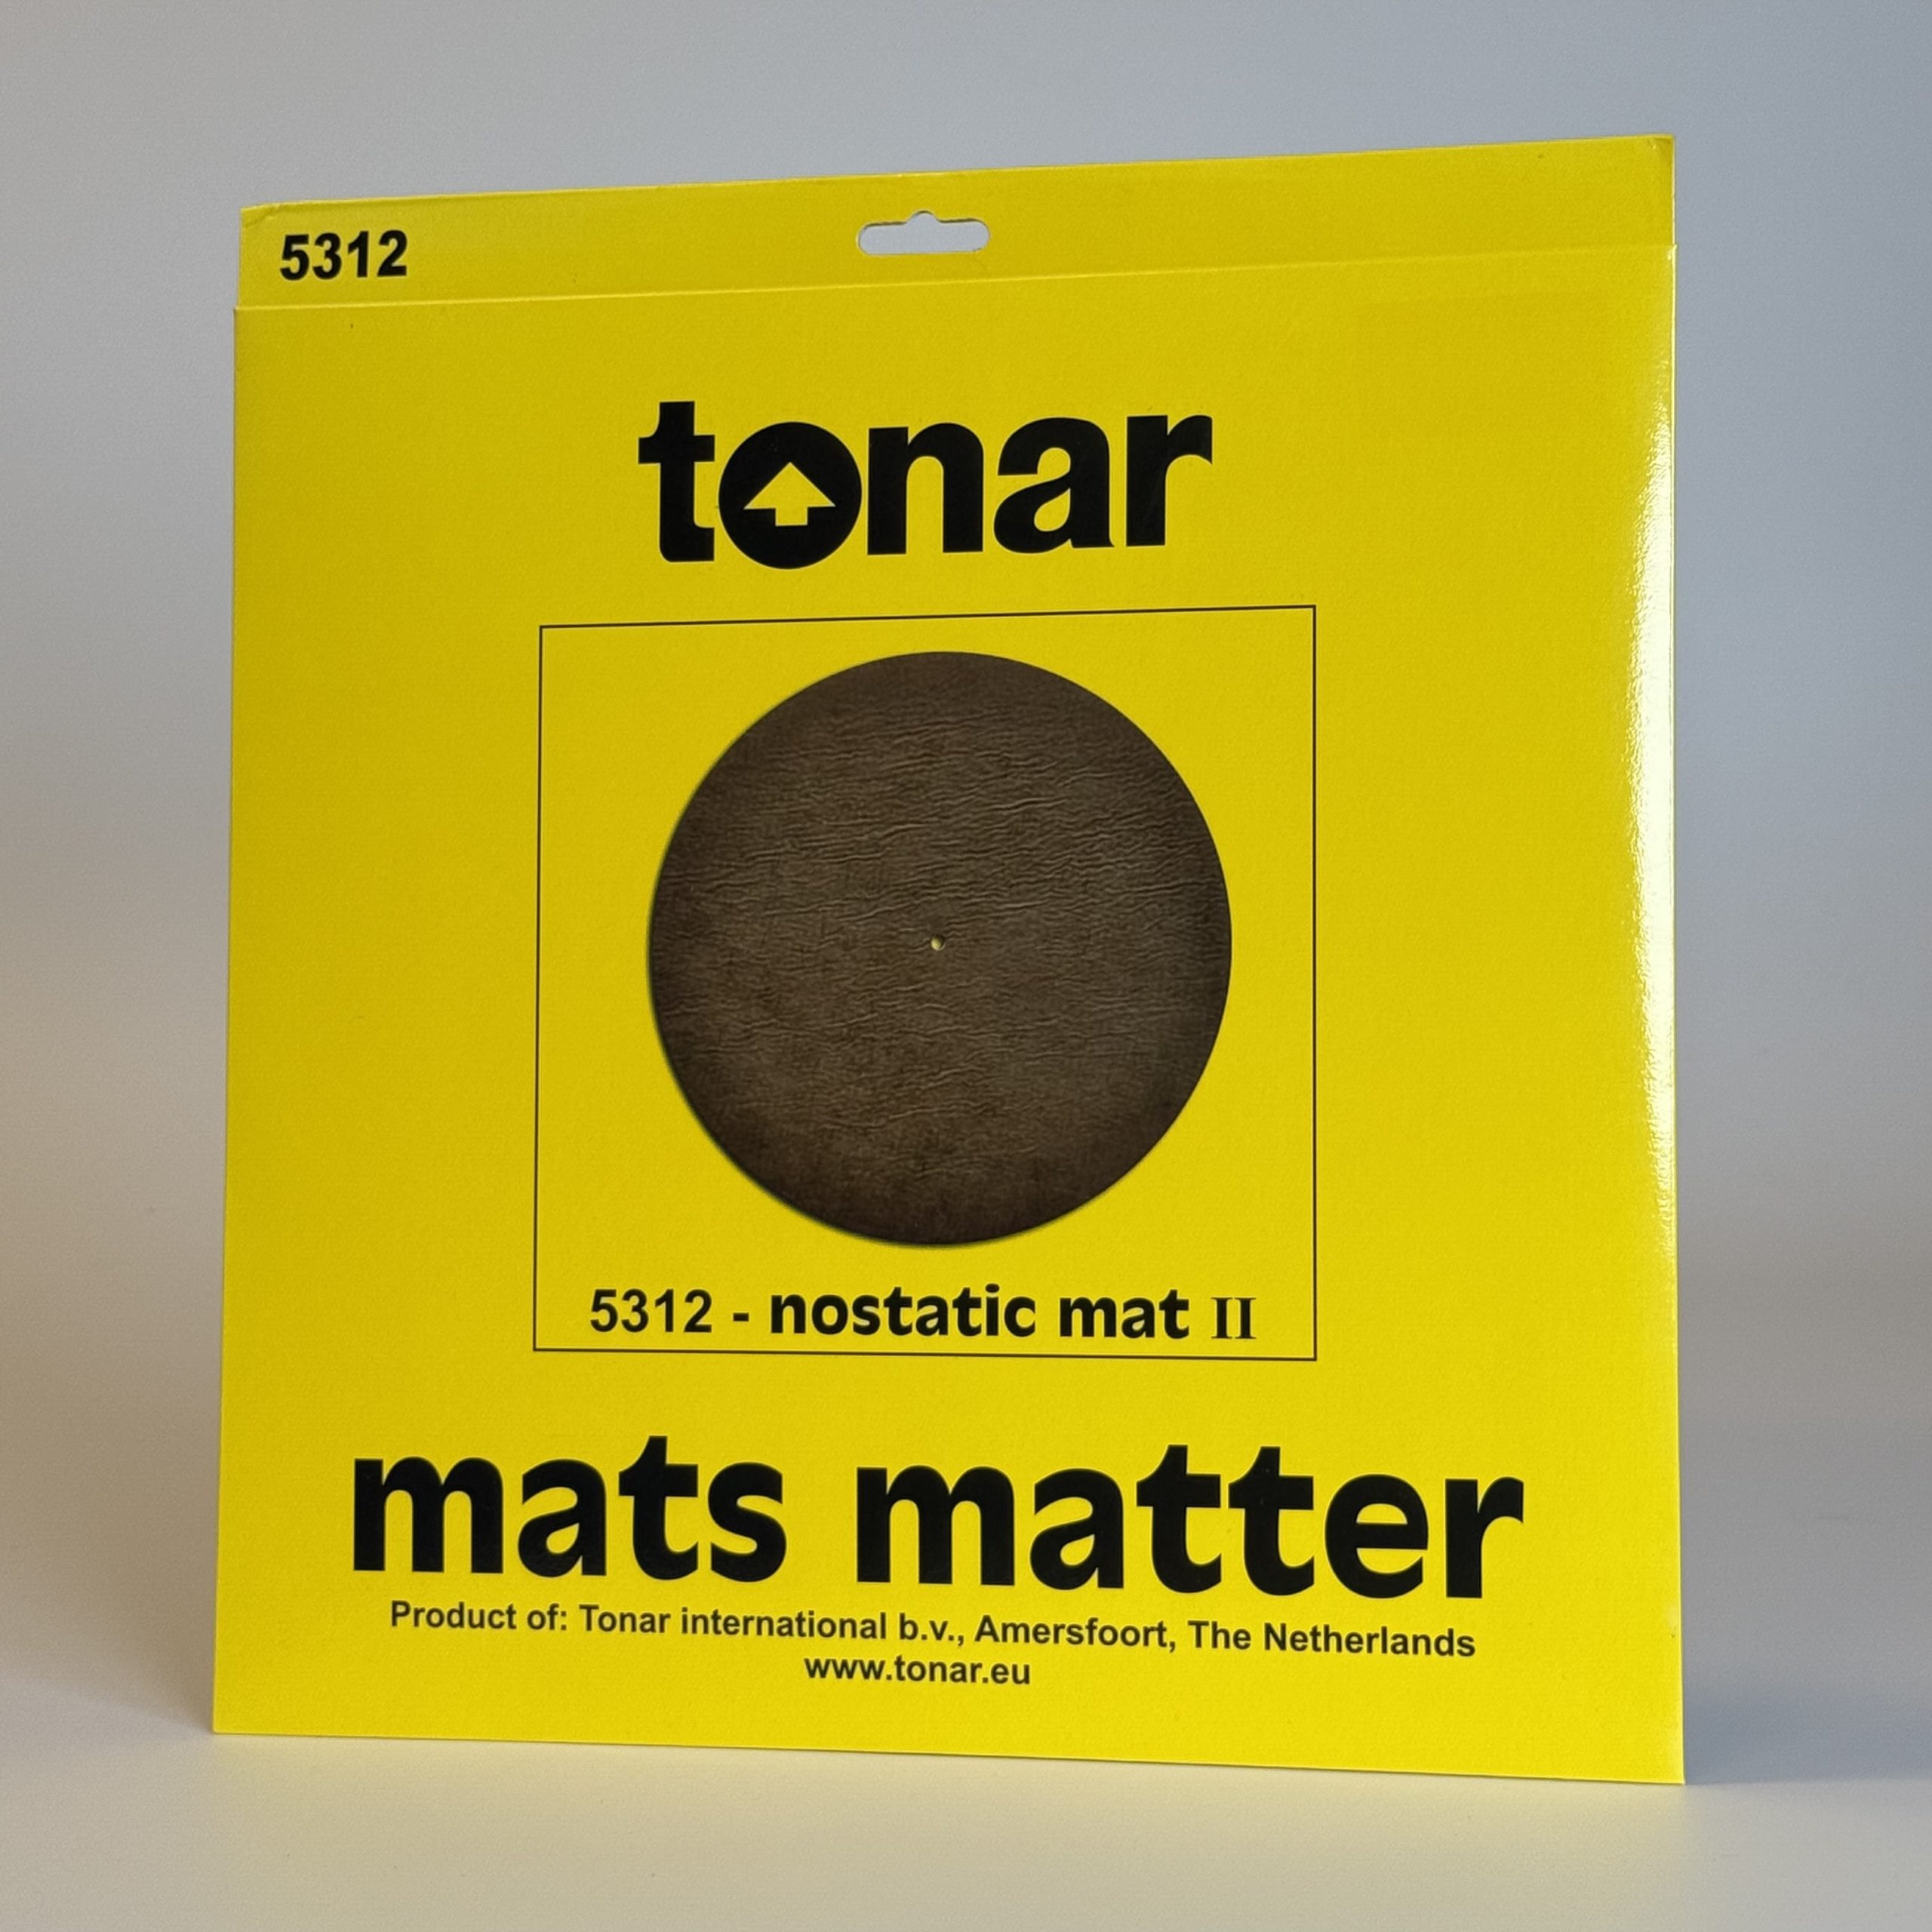 5312
tonar
5312 - nostatic mat II
mats matter
Product of: Tonar international b.v., Amersfoort, The Netherlands
www.tonar.eu